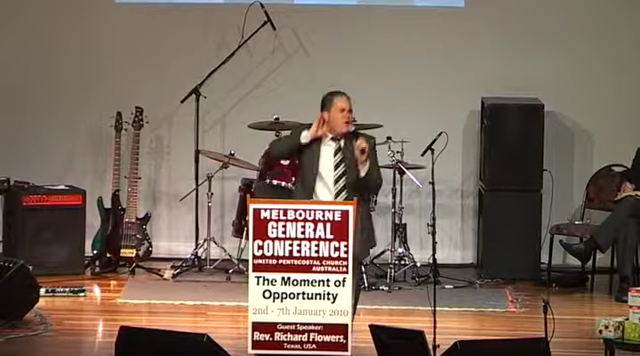 MELBOURNE
GENERAL
CONFERENCE
UNITED PENTECOSTAL CHURCH
AUSTRALIA
The Moment of
Opportunity
2nd - 7th January 2010
Guest Speaker:
Rev. Richard Flowers,
Texas, USA